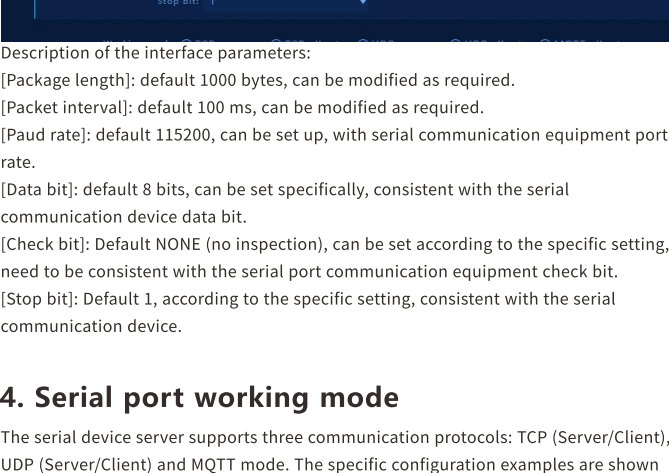 Stop bit: 1
Description of the interface parameters:
[Package length]: default 1000 bytes, can be modified as required.
[Packet interval]: default 100 ms, can be modified as required.
[Paud rate]: default 115200, can be set up, with serial communication equipment port
rate.
[Data bit]: default 8 bits, can be set specifically, consistent with the serial
communication device data bit.
[Check bit]: Default NONE (no inspection), can be set according to the specific setting,
need to be consistent with the serial port communication equipment check bit.
[Stop bit]: Default 1, according to the specific setting, consistent with the serial
communication device.
4. Serial port working mode
The serial device server supports three communication protocols: TCP (Server/Client),
UDP (Server/Client) and MQTT mode. The specific configuration examples are shown